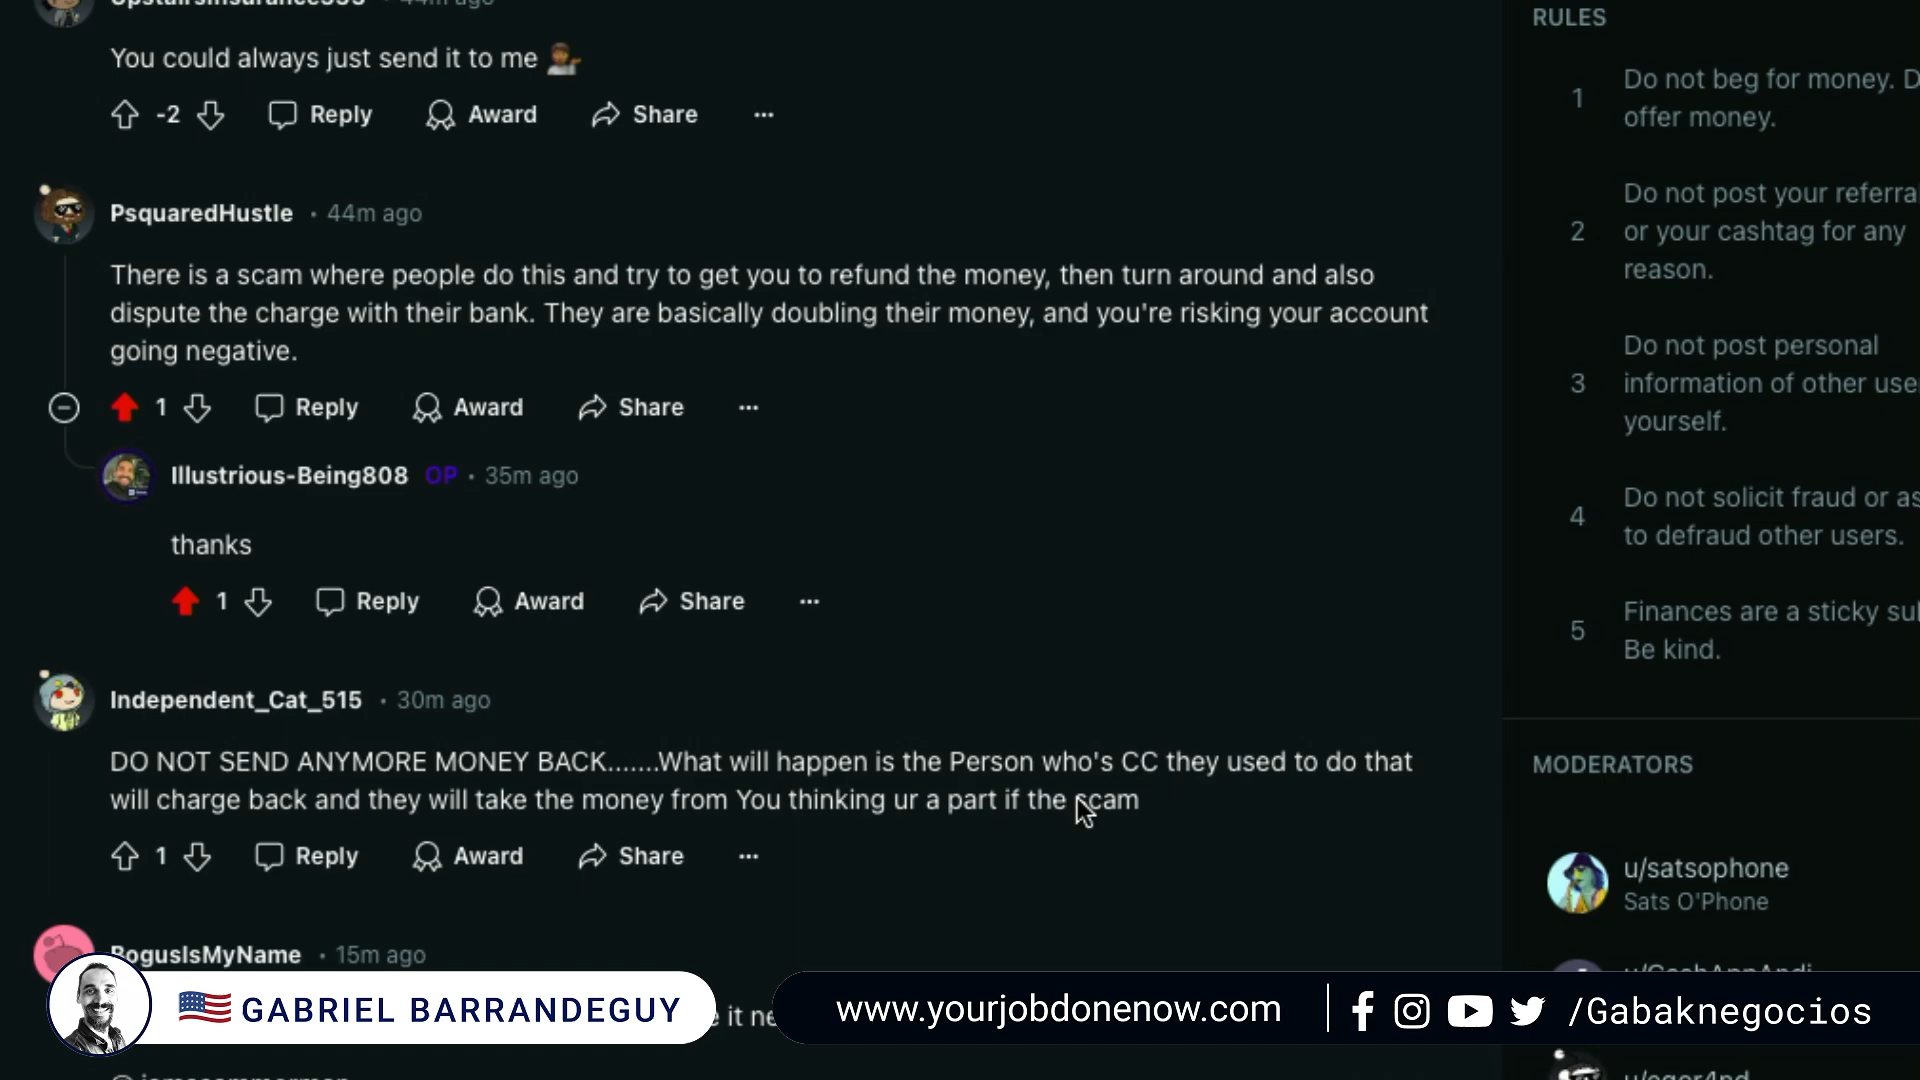 You could always just send it to me
-2 Reply Award Share
PsquaredHustle • 44m ago
There is a scam where people do this and try to get you to refund the money, then turn around and also
dispute the charge with their bank. They are basically doubling their money, and you're risking your account
going negative.
1 Reply Award Share
Illustrious-Being808 OP • 35m ago
thanks
1 Reply Award Share
Independent_Cat_515 • 30m ago
DO NOT SEND ANYMORE MONEY BACK.......What will happen is the Person who's CC they used to do that
will charge back and they will take the money from You thinking ur a part if the scam
1 Reply Award Share
BogusIsMyName • 15m ago
it
RULES
1 Do not beg for money.
offer money.
2 Do not post your
or your cashtag for any
reason.
3 Do not post personal
information of other
yourself.
4 Do not solicit fraud or
to defraud other users.
5 Finances are a sticky
Be kind.
MODERATORS
u/satsophone
Sats O'Phone
GABRIEL BARRANDEGUY
www.yourjobdonenow.com
/Gabaknegocios